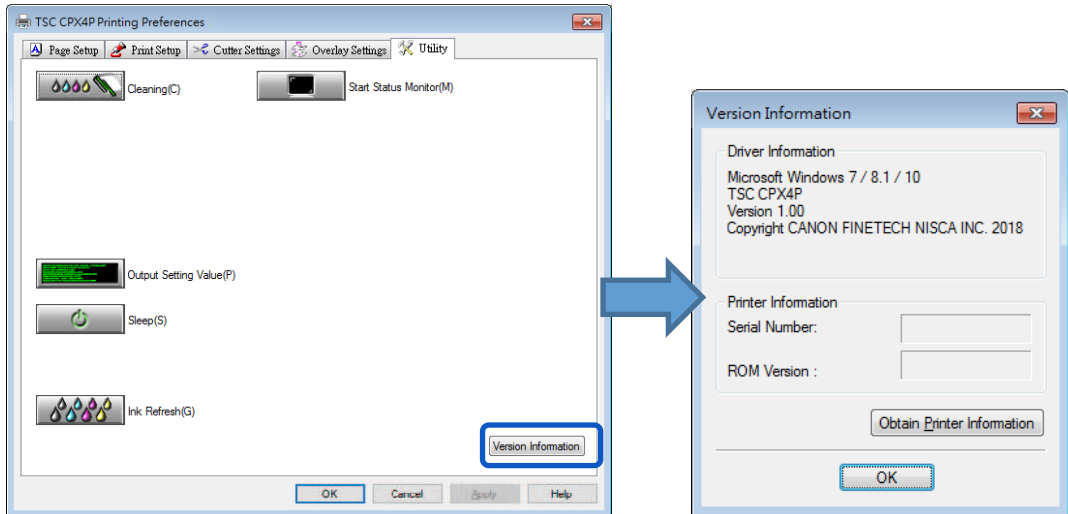 TSC CPX4P Printing Preferences
Page Setup
Print Setup
Cutter Settings
Overlay Settings
Utility
Cleaning(C)
Start Status Monitor(M)
Output Setting Value(P)
Sleep(S)
Ink Refresh(G)
Version Information
OK
Cancel
Apply
Help
Version Information
Driver Information
Microsoft Windows 7 / 8.1 / 10
TSC CPX4P
Version 1.00
Copyright CANON FINETECH NISCA INC. 2018
Printer Information
Serial Number:
ROM Version :
Obtain Printer Information
OK